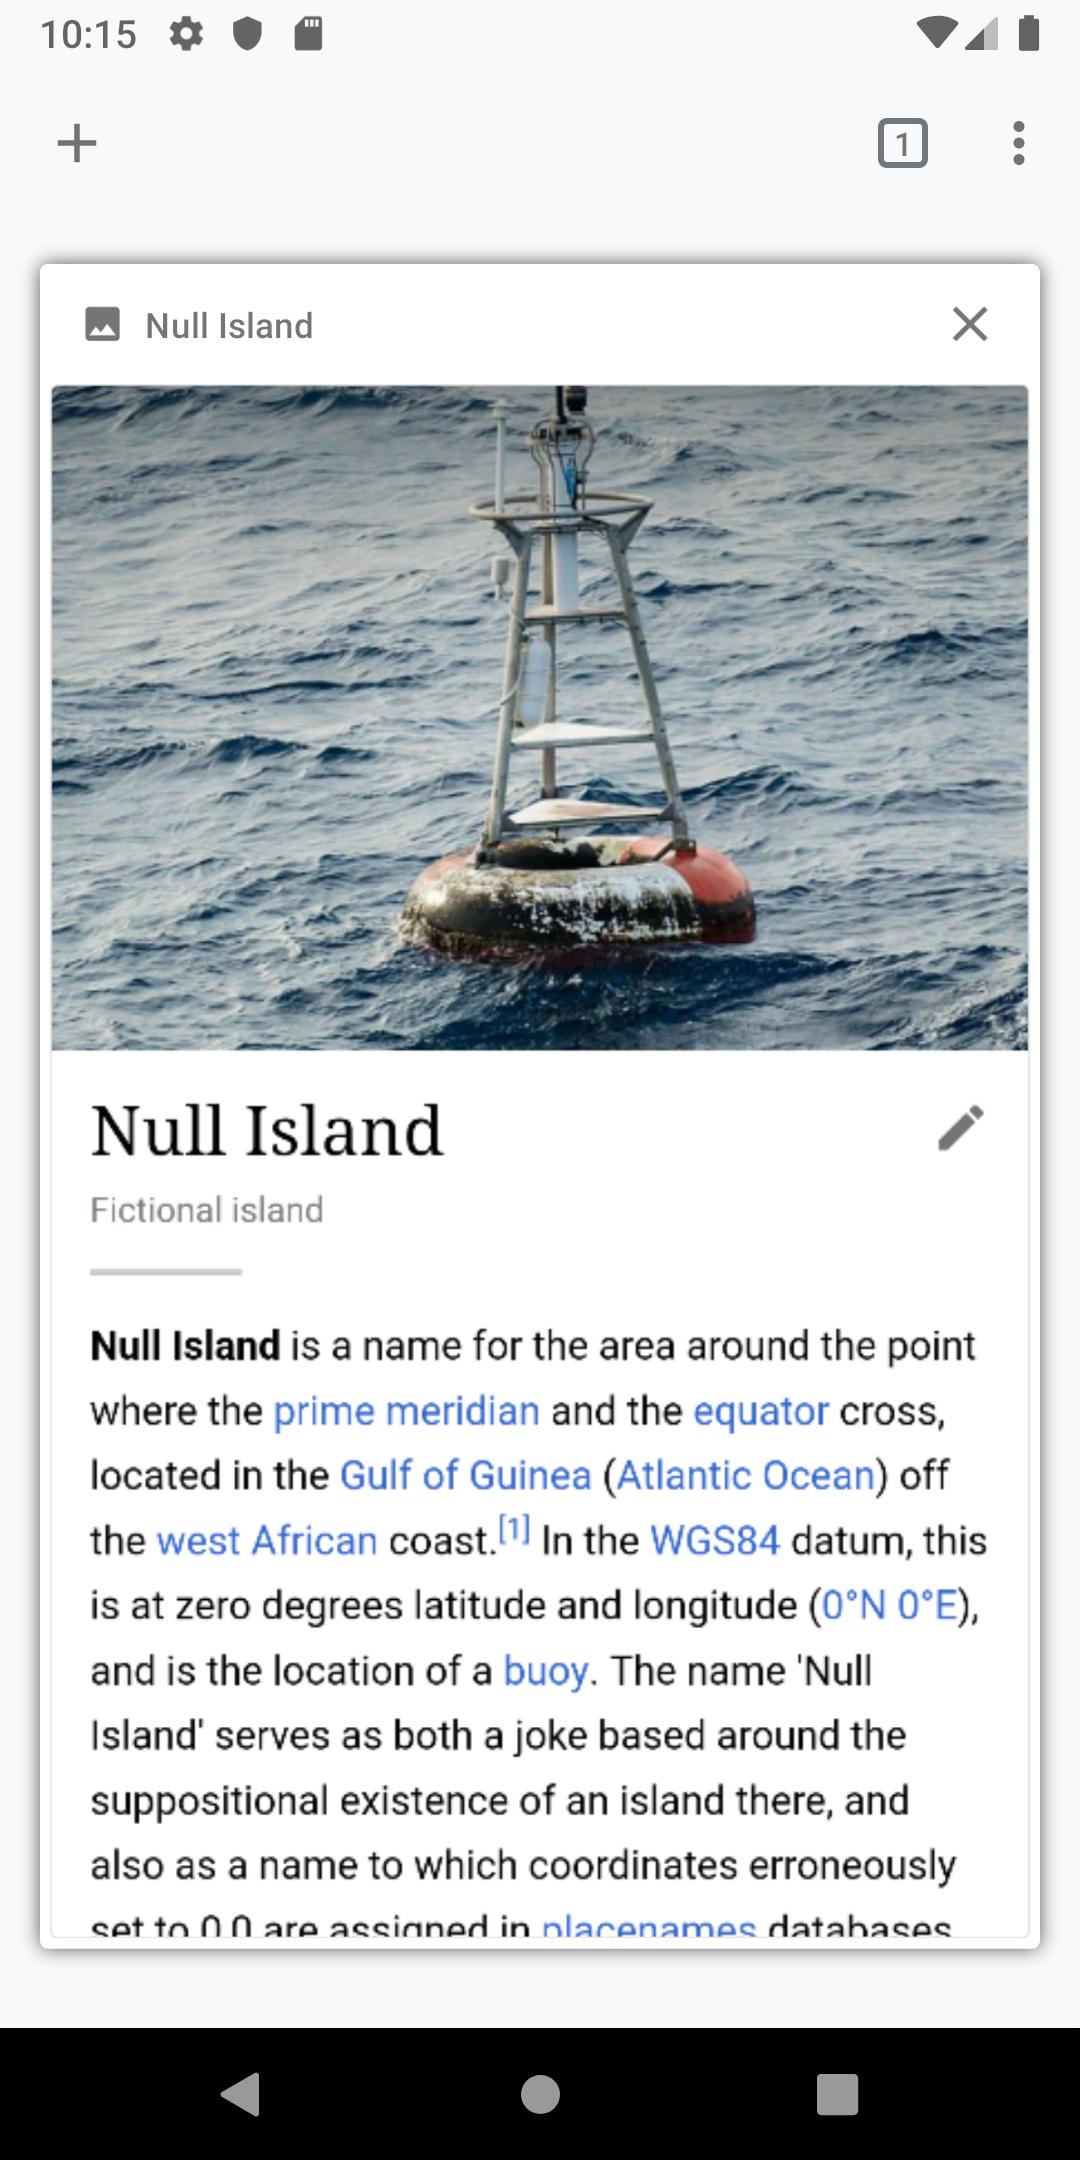 10:15
1
Null Island
Null Island
Fictional island
Null Island is a name for the area around the point
where the prime meridian and the equator cross,
located in the Gulf of Guinea (Atlantic Ocean) off
the west African coast.[1] In the WGS84 datum, this
is at zero degrees latitude and longitude (0°N 0°E),
and is the location of a buoy. The name 'Null
Island' serves as both a joke based around the
suppositional existence of an island there, and
also as a name to which coordinates erroneously
set to 0,0 are assigned in placenames databases